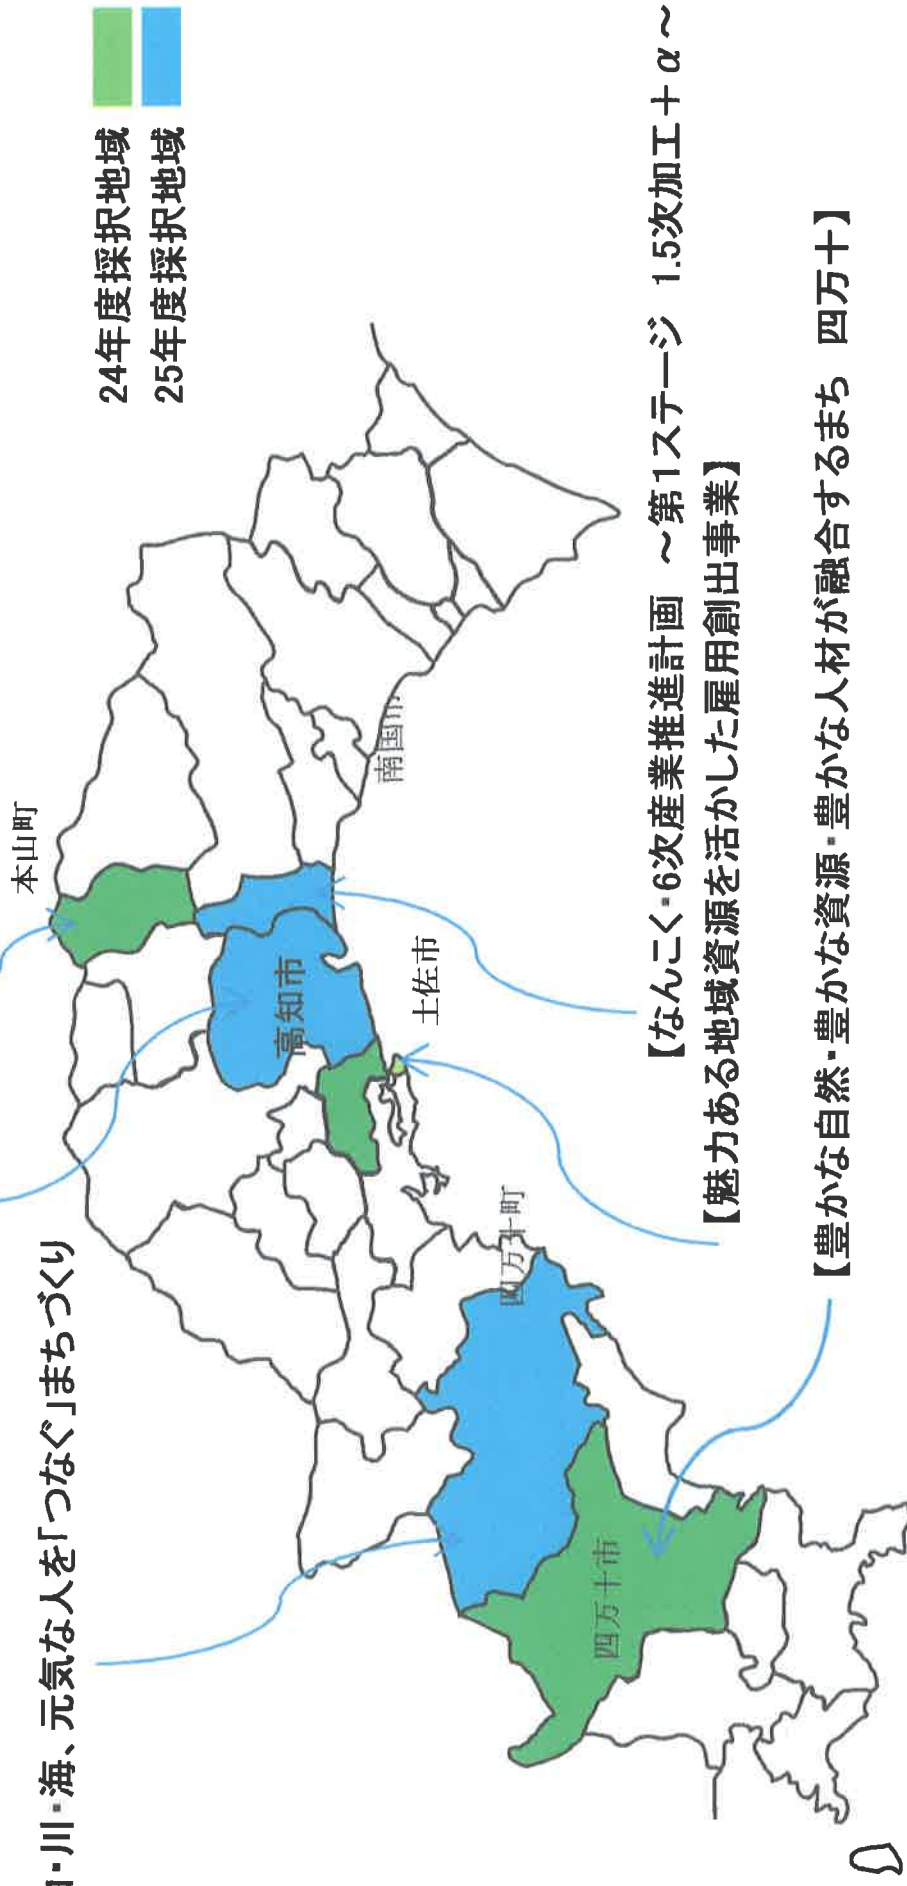 本山町
・川・海、元気な人を「つなぐ」まちづくり
24年度採択地域
25年度採択地域
高知市
南国市
土佐市
四万十町
四万十市
【なんこく・6次産業推進計画 ～第1ステージ 1.5次加工＋α～
【魅力ある地域資源を活かした雇用創出事業】
【豊かな自然・豊かな資源・豊かな人材が融合するまち 四万十】